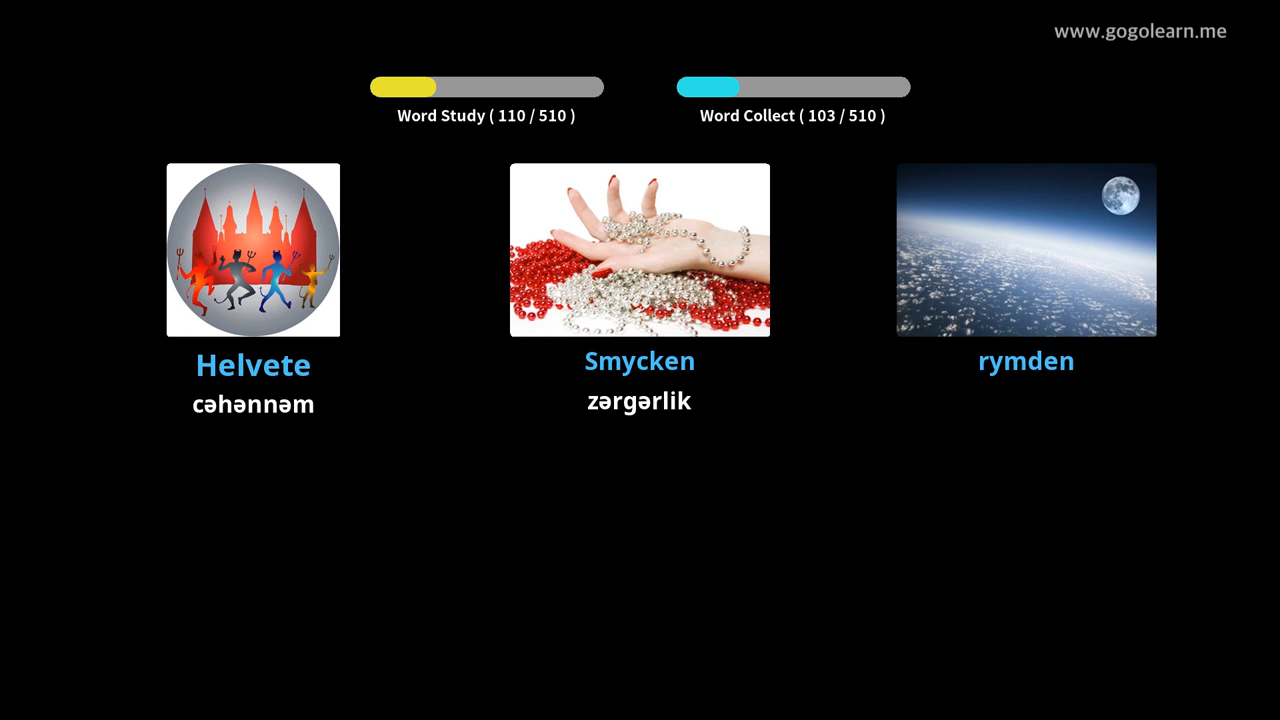 www.gogolearn.me
Word Study ( 110 / 510 )
Word Collect ( 103 / 510 )
Helvete
cəhənnəm
Smycken
zərgərlik
rymden